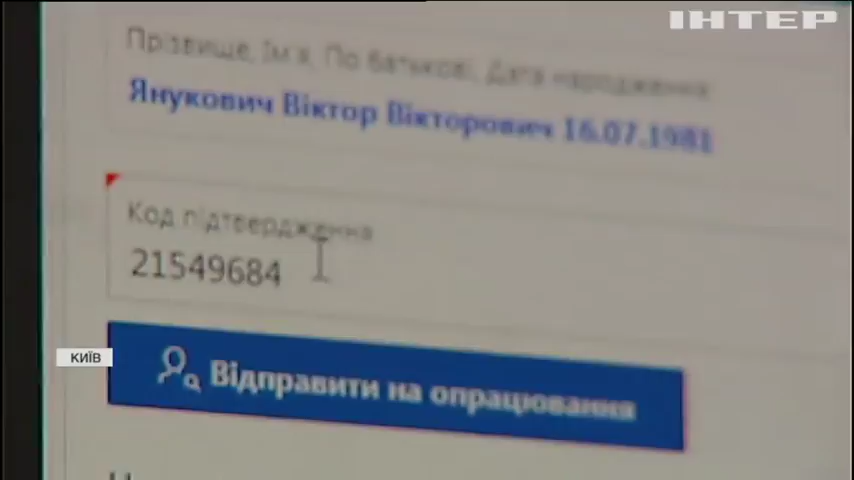 ІНТЕР
Прізвище, Ім'я, По батькові, Дата народження
Янукович Віктор Вікторович 16.07.1981
Код підтвердження
21549684
КИЇВ
Відправити на опрацювання